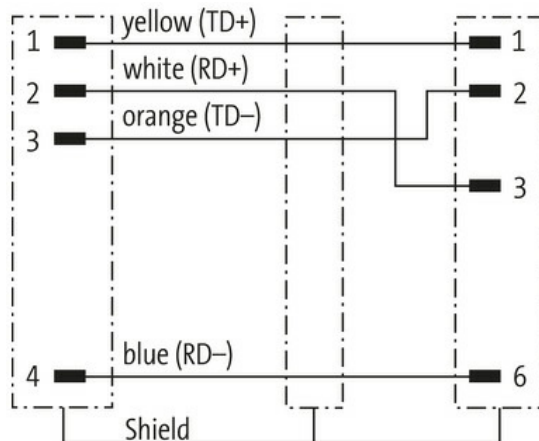 yellow (TD+)
1 1
white (RD+)
2 2
orange (TD–)
3
3
blue (RD–)
4 6
Shield